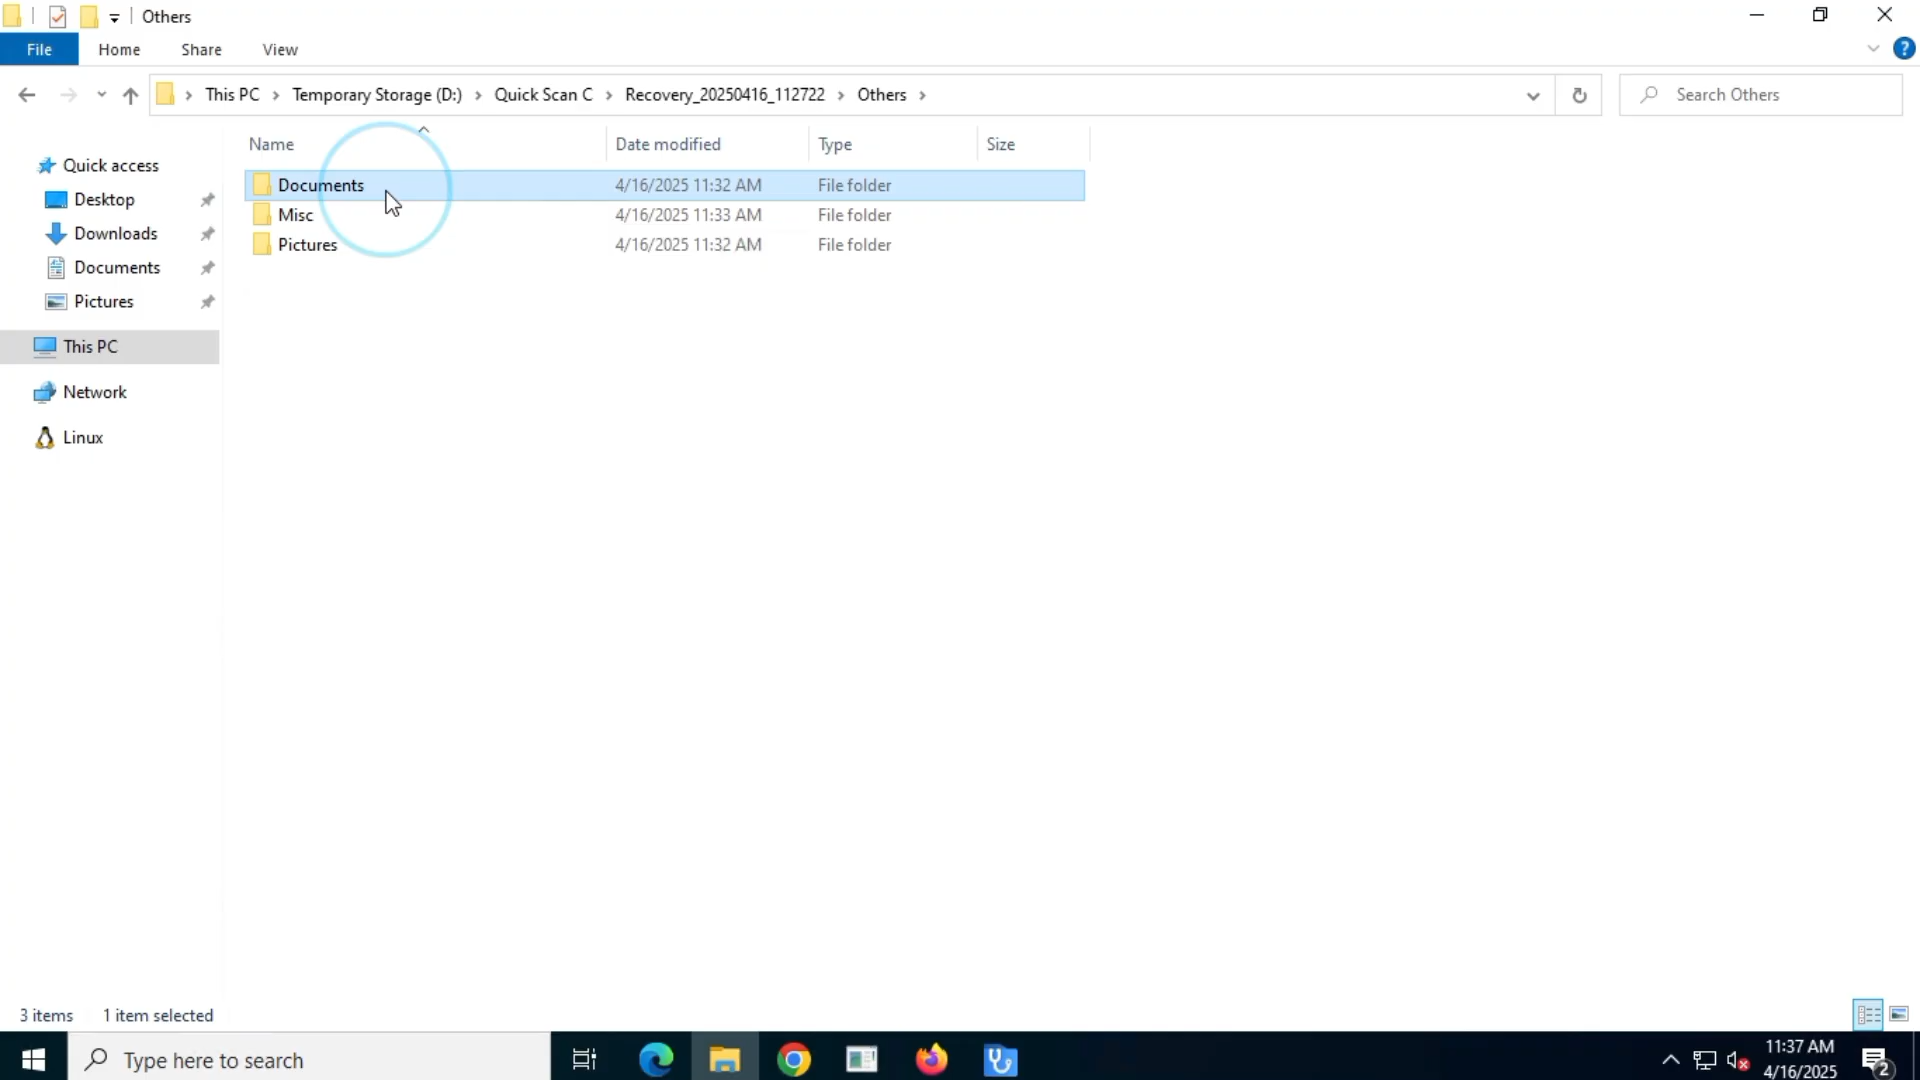 Others
File Home Share View
This PC Temporary Storage (D:) Quick Scan C Recovery_20250416_112722 Others
Search Others
Name Date modified Type Size
Documents 4/16/2025 11:32 AM File folder
Misc 4/16/2025 11:33 AM File folder
Pictures 4/16/2025 11:32 AM File folder
Quick access
Desktop
Downloads
Documents
Pictures
This PC
Network
Linux
3 items 1 item selected
Type here to search
11:37 AM
4/16/2025
2